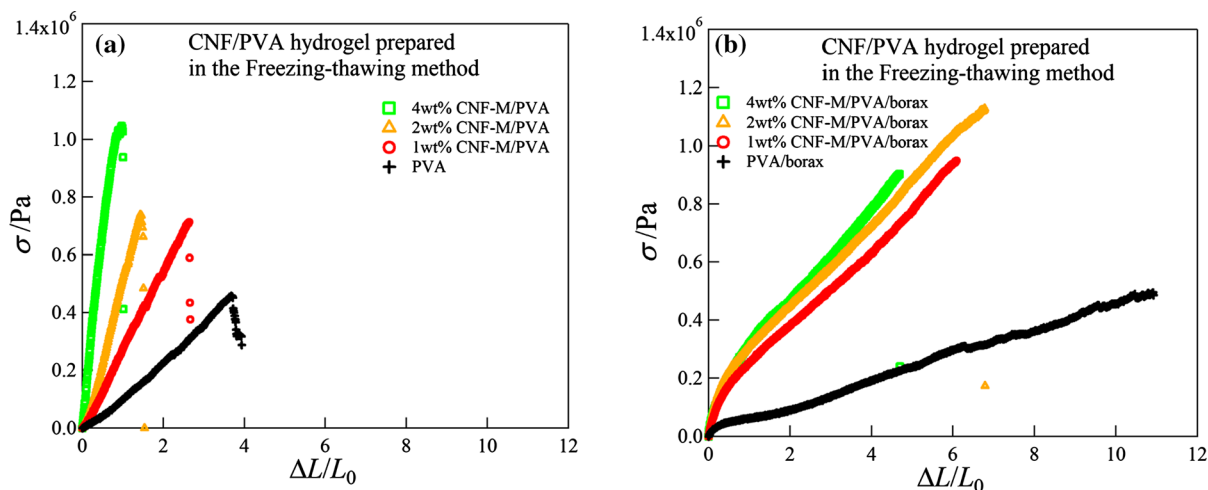 (a)
CNF/PVA hydrogel prepared
in the Freezing-thawing method
4wt% CNF-M/PVA
2wt% CNF-M/PVA
1wt% CNF-M/PVA
PVA
1.4x10⁶
1.2
1.0
0.8
0.6
0.4
0.2
0.0
σ/Pa
0 2 4 6 8 10 12
ΔL/L₀
(b)
CNF/PVA hydrogel prepared
in the Freezing-thawing method
4wt% CNF-M/PVA/borax
2wt% CNF-M/PVA/borax
1wt% CNF-M/PVA/borax
PVA/borax
1.4x10⁶
1.2
1.0
0.8
0.6
0.4
0.2
0.0
σ/Pa
0 2 4 6 8 10 12
ΔL/L₀